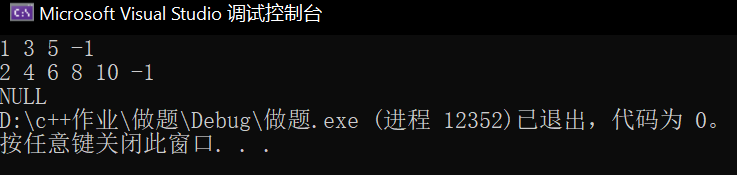 Microsoft Visual Studio 调试控制台
1 3 5 -1
2 4 6 8 10 -1
NULL
D:\c++作业\做题\Debug\做题.exe (进程 12352)已退出，代码为 0。
按任意键关闭此窗口. . .